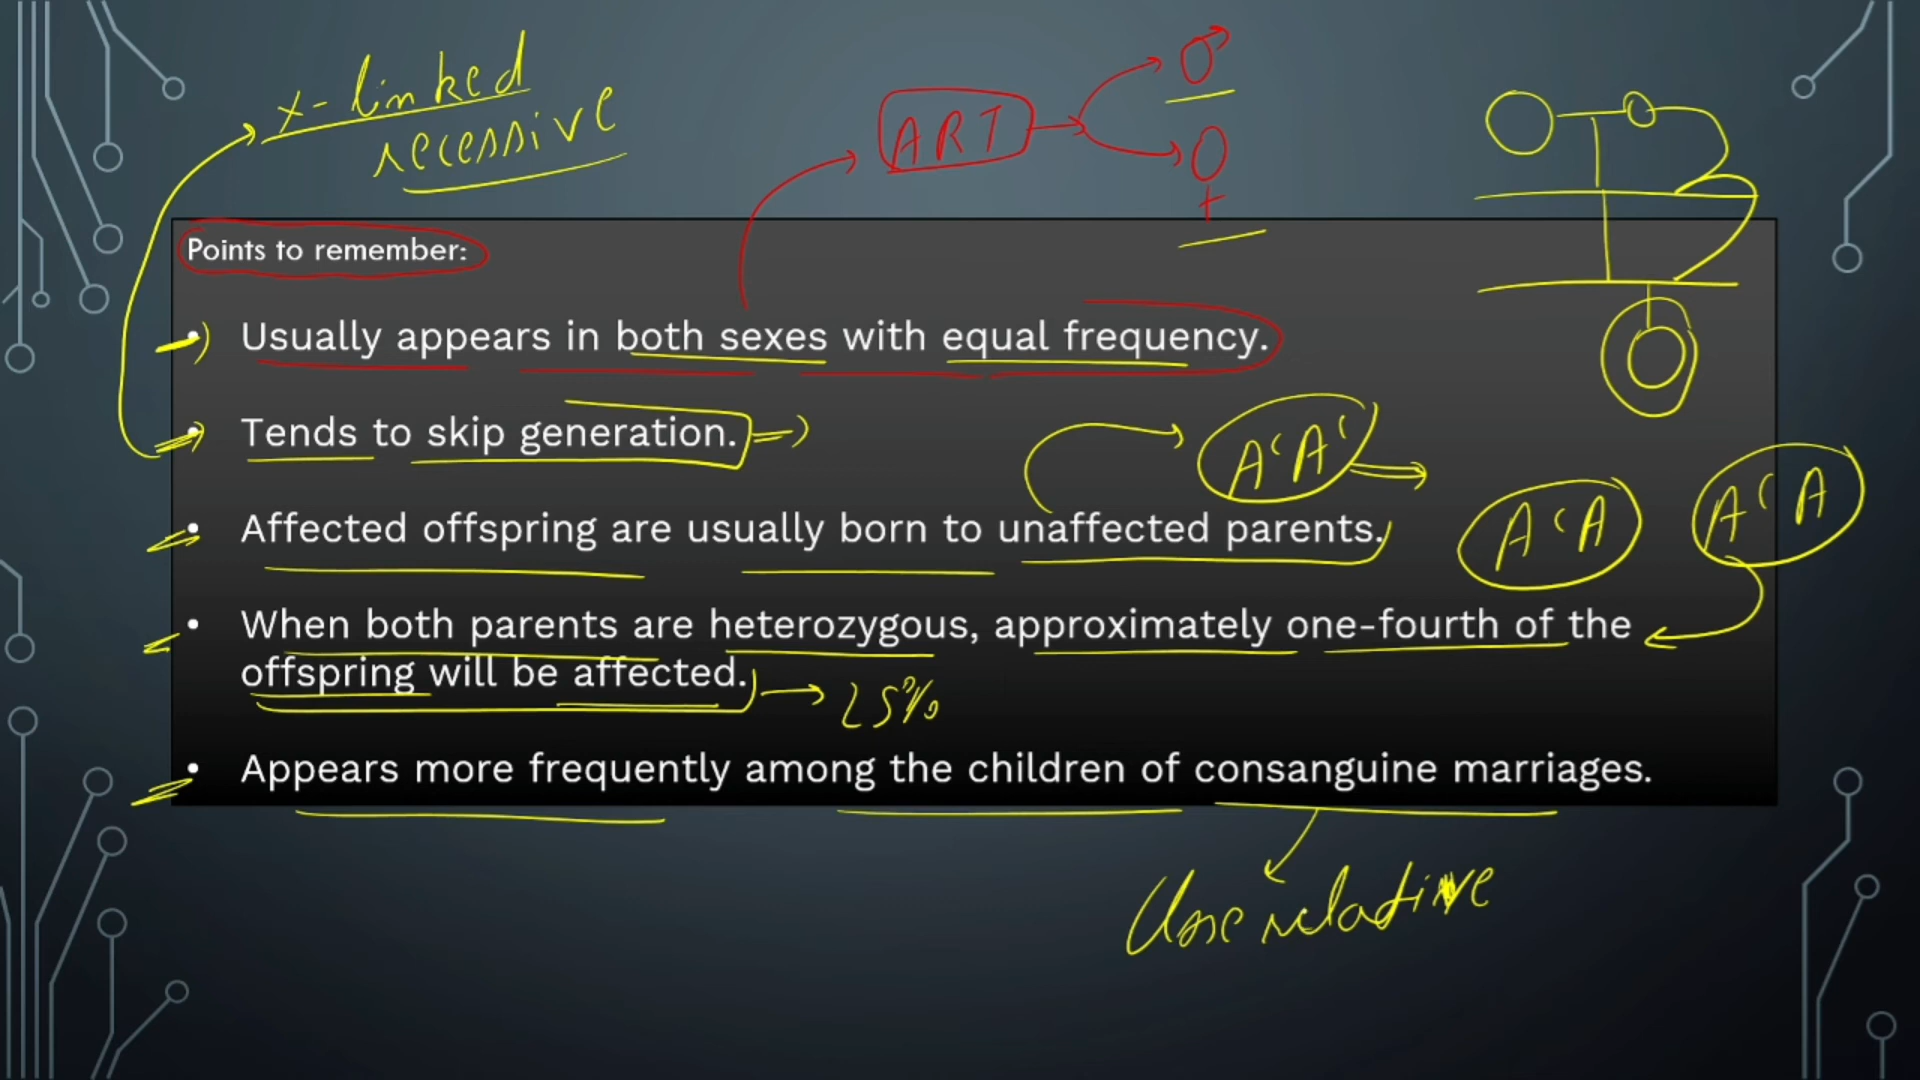 x-linked
recessive
ART
Points to remember:
• Usually appears in both sexes with equal frequency.
• Tends to skip generation.
A'A'
• Affected offspring are usually born to unaffected parents.
A'A
A'A
• When both parents are heterozygous, approximately one-fourth of the
offspring will be affected.
25%
• Appears more frequently among the children of consanguine marriages.
Close relative